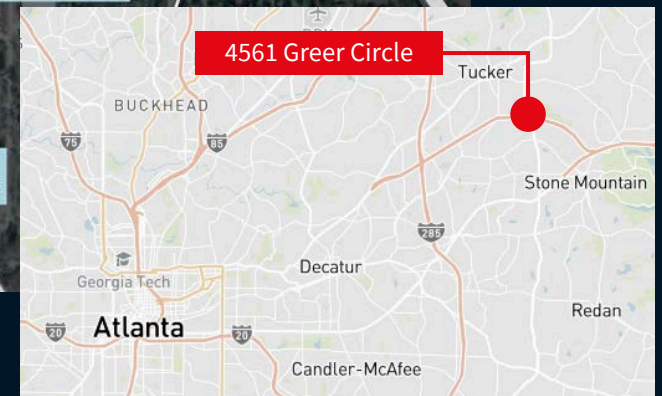 4561 Greer Circle
Tucker
BUCKHEAD
75
85
Stone Mountain
285
Decatur
Georgia Tech
Redan
20
Atlanta
20
Candler-McAfee